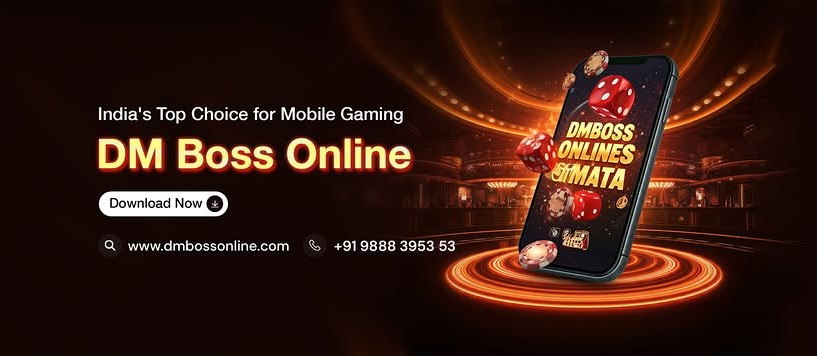 India's Top Choice for Mobile Gaming
DM Boss Online
Download Now
www.dmbossonline.com
+91 9888 3953 53
DMBOSS
ONLINES